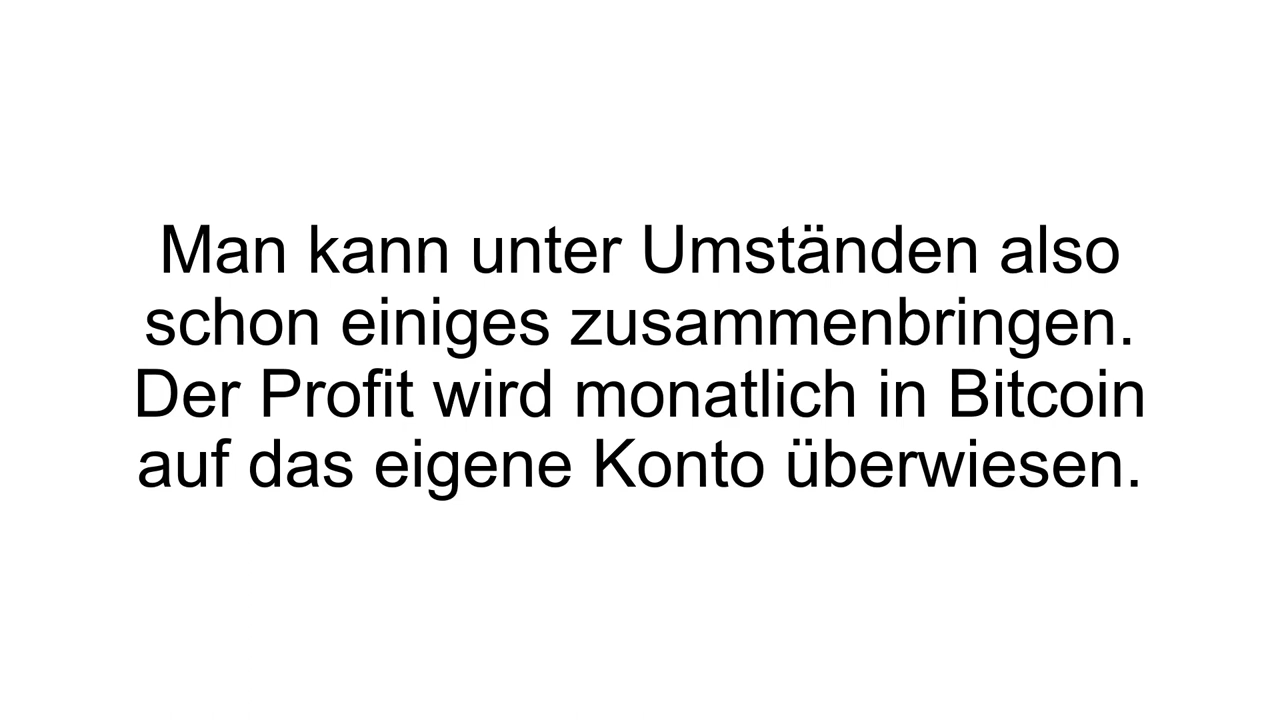 Man kann unter Umständen also
schon einiges zusammenbringen.
Der Profit wird monatlich in Bitcoin
auf das eigene Konto überwiesen.